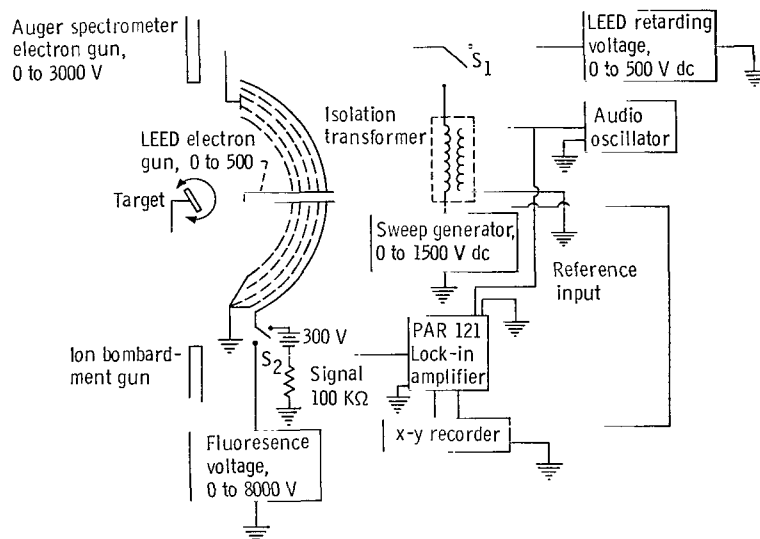 Auger spectrometer
electron gun,
0 to 3000 V
LEED retarding
voltage,
0 to 500 V dc
S1
Isolation
transformer
Audio
oscillator
LEED electron
gun, 0 to 500
Target
Sweep generator,
0 to 1500 V dc
Reference
input
300 V
S2
Ion bombard-
ment gun
Signal
100 KΩ
PAR 121
Lock-in
amplifier
x-y recorder
Fluoresence
voltage,
0 to 8000 V